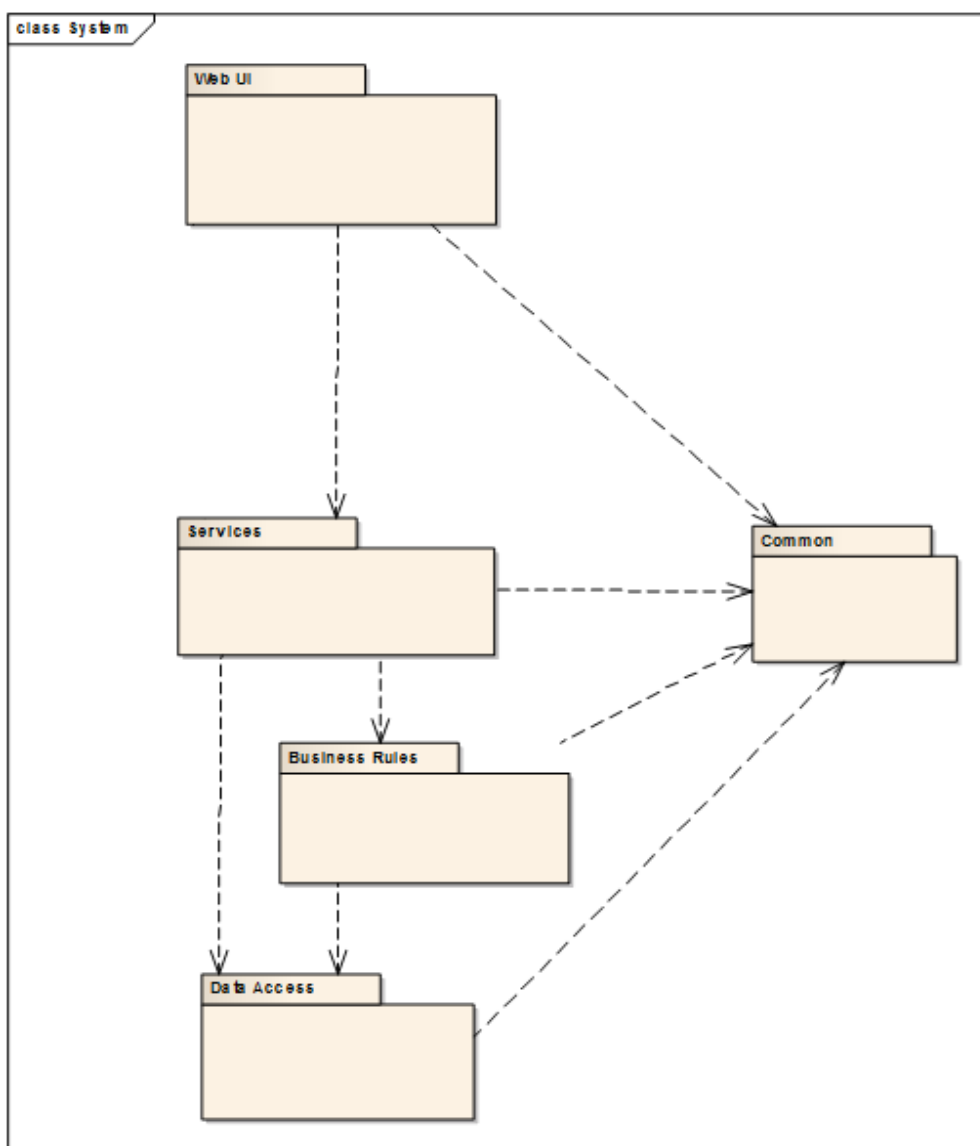 class System
Web UI
Services
Common
Business Rules
Data Access